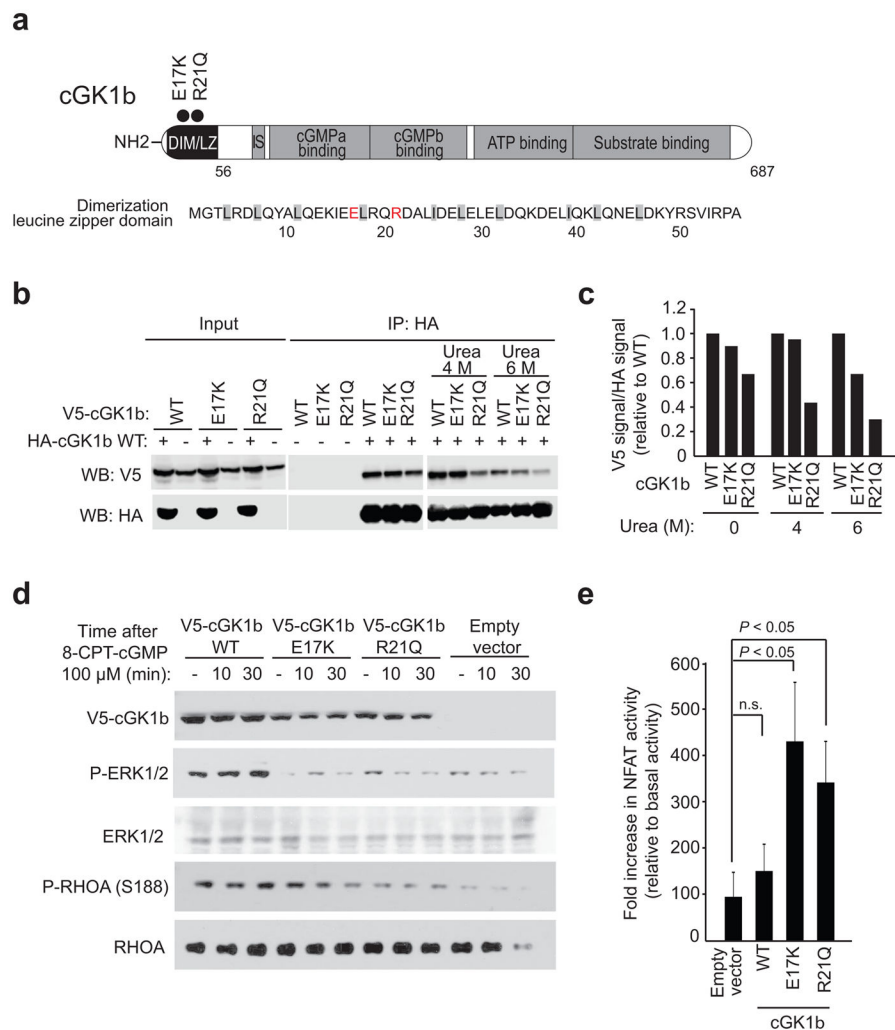 a
cGK1b
E17K
R21Q
NH2
DIM/LZ
IS
cGMPa binding
cGMPb binding
ATP binding
Substrate binding
56
687
Dimerization
leucine zipper domain
MGTLRDLQYALQEKIEELRQRDALIDELELELDQKDELIQKLQNELDKYRSVIRPA
10 20 30 40 50
b
Input
IP: HA
Urea 4 M
Urea 6 M
V5-cGK1b: WT E17K R21Q WT E17K R21Q WT E17K R21Q WT E17K R21Q WT E17K R21Q
HA-cGK1b WT: + - + - + - - - - + + + + + + + + +
WB: V5
WB: HA
c
V5 signal/HA signal
(relative to WT)
1.2
1.0
0.8
0.6
0.4
0.2
0
cGK1b WT E17K R21Q WT E17K R21Q WT E17K R21Q
Urea (M): 0 4 6
d
Time after
8-CPT-cGMP
100 µM (min):
V5-cGK1b WT
V5-cGK1b E17K
V5-cGK1b R21Q
Empty vector
- 10 30 - 10 30 - 10 30 - 10 30
V5-cGK1b
P-ERK1/2
ERK1/2
P-RHOA (S188)
RHOA
e
P < 0.05
P < 0.05
n.s.
Fold increase in NFAT activity
(relative to basal activity)
600
500
400
300
200
100
0
Empty vector
WT
E17K
R21Q
cGK1b